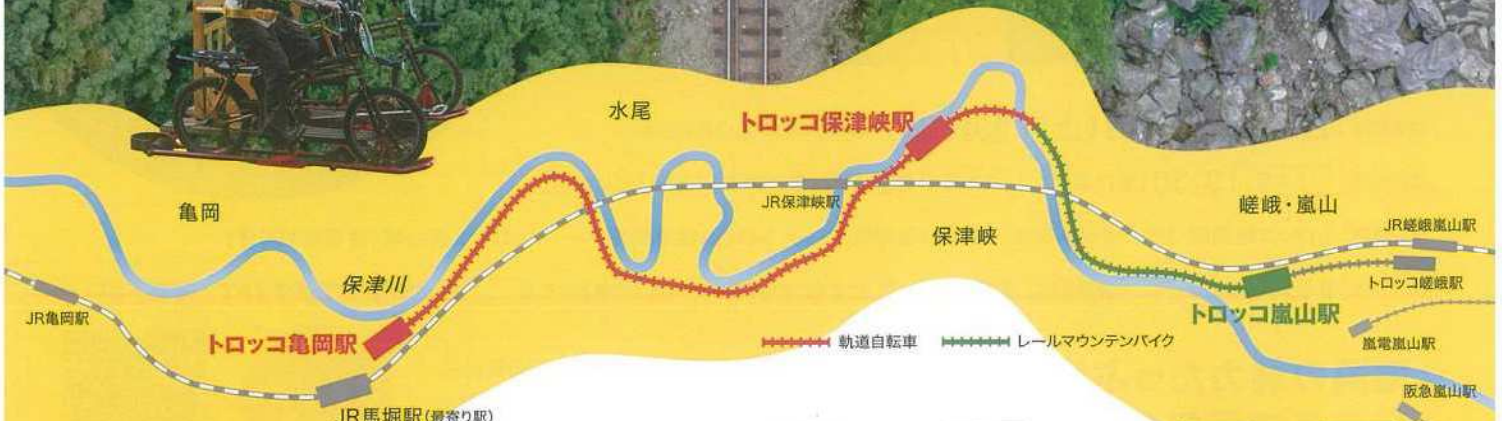 水尾
トロッコ保津峡駅
JR保津峡駅
亀岡
嵯峨・嵐山
JR嵯峨嵐山駅
保津峡
保津川
トロッコ嵯峨駅
JR亀岡駅
トロッコ嵐山駅
トロッコ亀岡駅
軌道自転車
レールマウンテンバイク
嵐電嵐山駅
阪急嵐山駅
JR馬堀駅(最寄り駅)